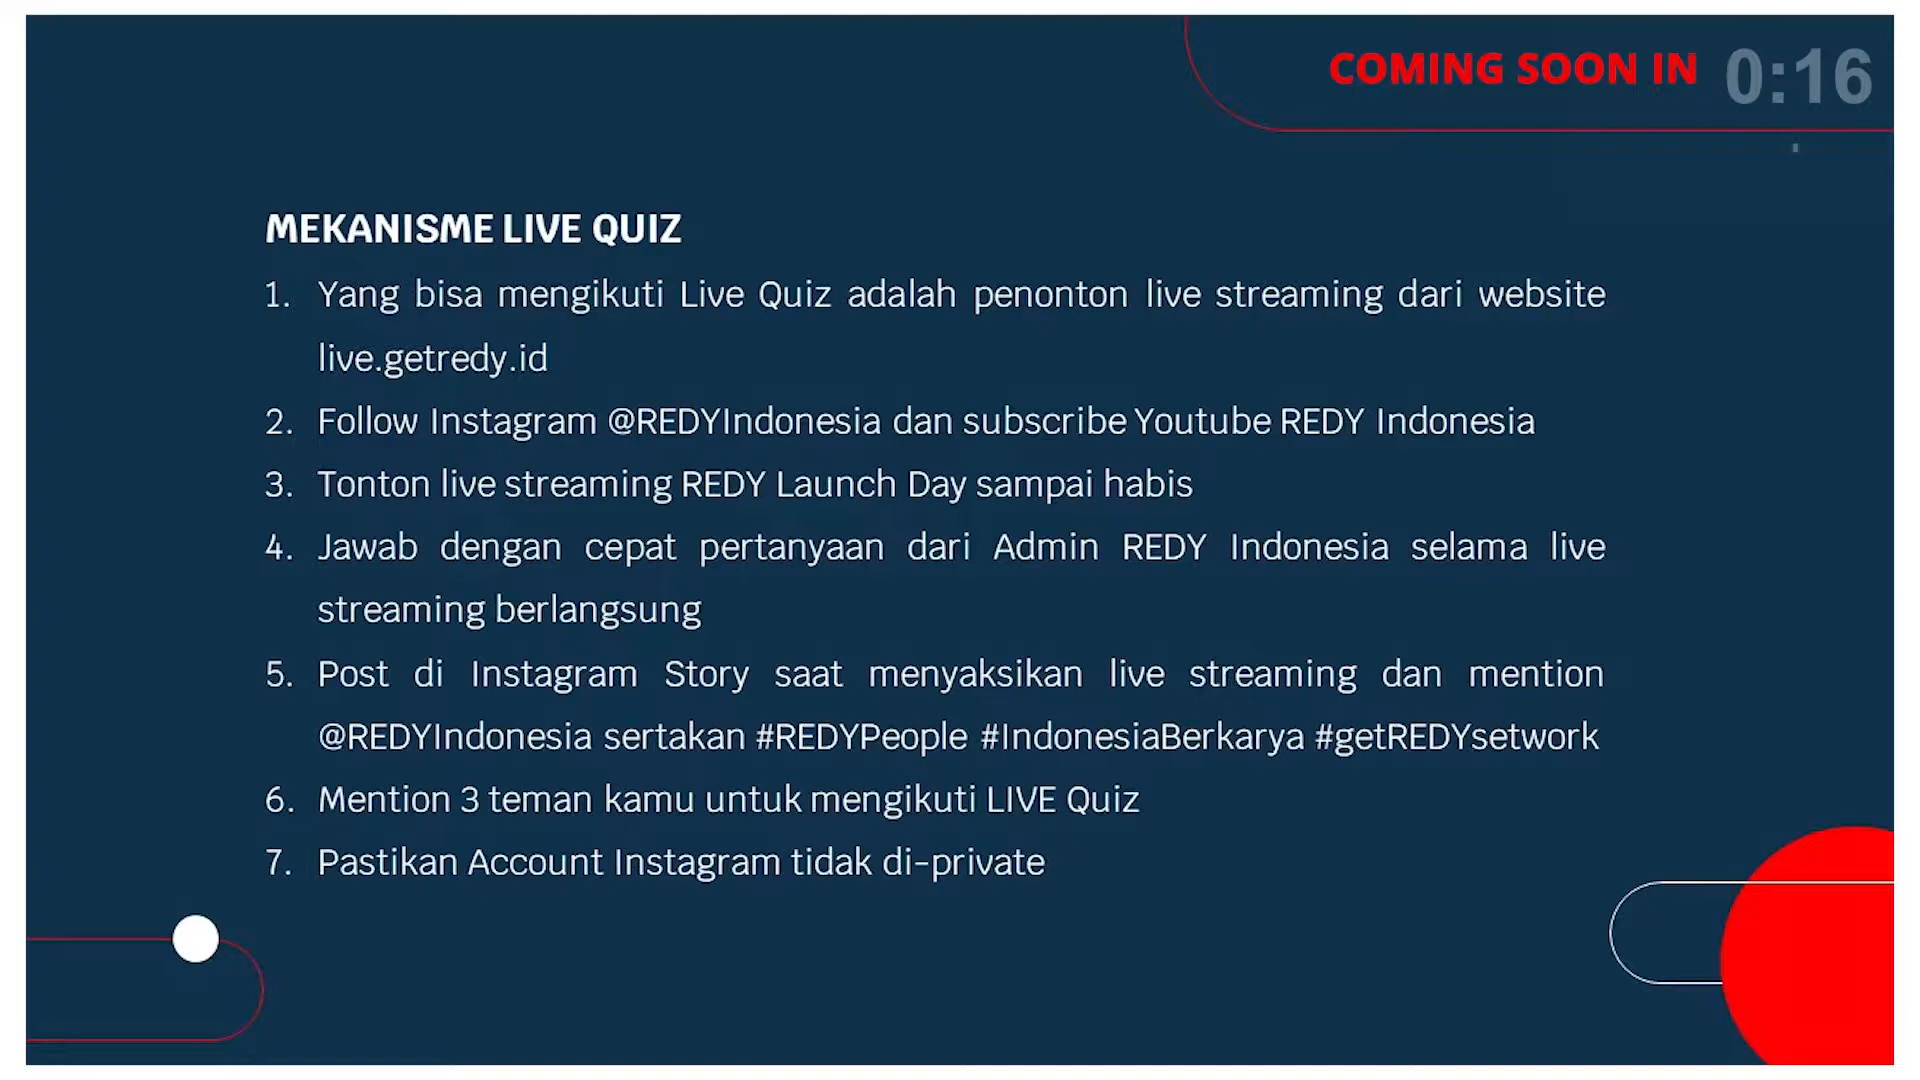 COMING SOON IN 0:16
MEKANISME LIVE QUIZ
1. Yang bisa mengikuti Live Quiz adalah penonton live streaming dari website
live.getredy.id
2. Follow Instagram @REDYIndonesia dan subscribe Youtube REDY Indonesia
3. Tonton live streaming REDY Launch Day sampai habis
4. Jawab dengan cepat pertanyaan dari Admin REDY Indonesia selama live
streaming berlangsung
5. Post di Instagram Story saat menyaksikan live streaming dan mention
@REDYIndonesia sertakan #REDYPeople #IndonesiaBerkarya #getREDYsetwork
6. Mention 3 teman kamu untuk mengikuti LIVE Quiz
7. Pastikan Account Instagram tidak di-private